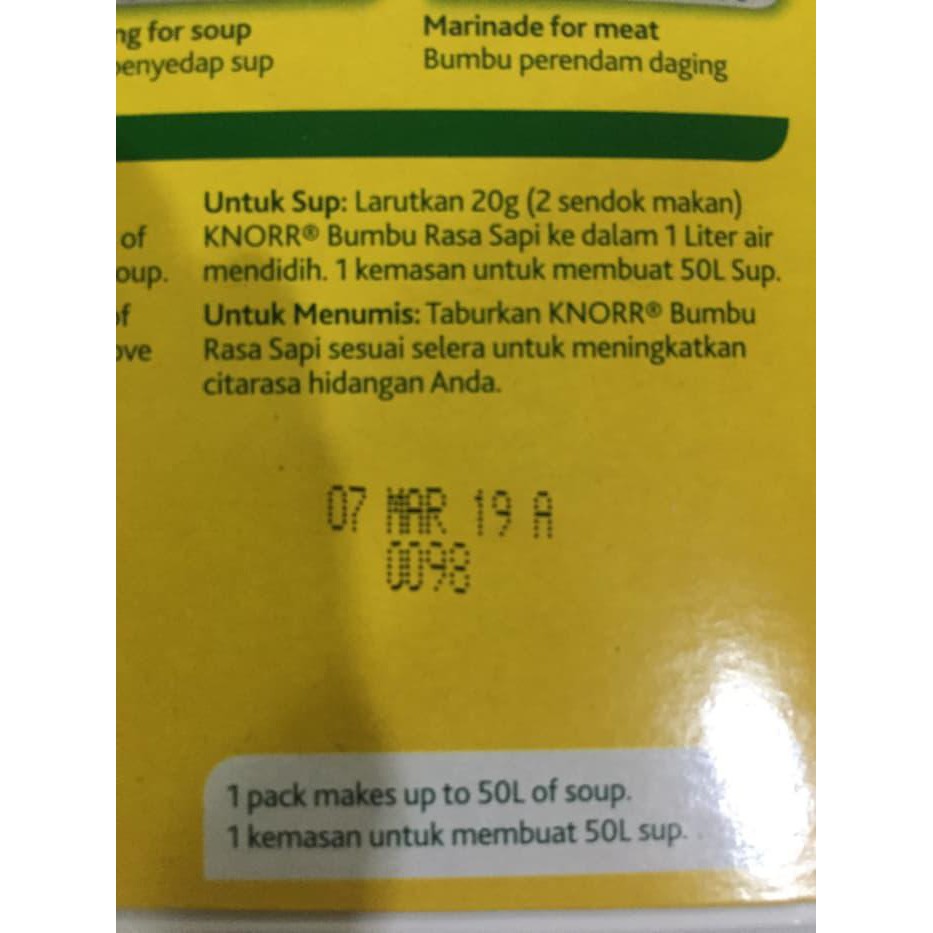 ng for soup
penyedap sup
Marinade for meat
Bumbu perendam daging
of
oup.
of
ove
Untuk Sup: Larutkan 20g (2 sendok makan)
KNORR® Bumbu Rasa Sapi ke dalam 1 Liter air
mendidih. 1 kemasan untuk membuat 50L Sup.
Untuk Menumis: Taburkan KNORR® Bumbu
Rasa Sapi sesuai selera untuk meningkatkan
citarasa hidangan Anda.
07 MAR 19 A
0098
1 pack makes up to 50L of soup.
1 kemasan untuk membuat 50L sup.